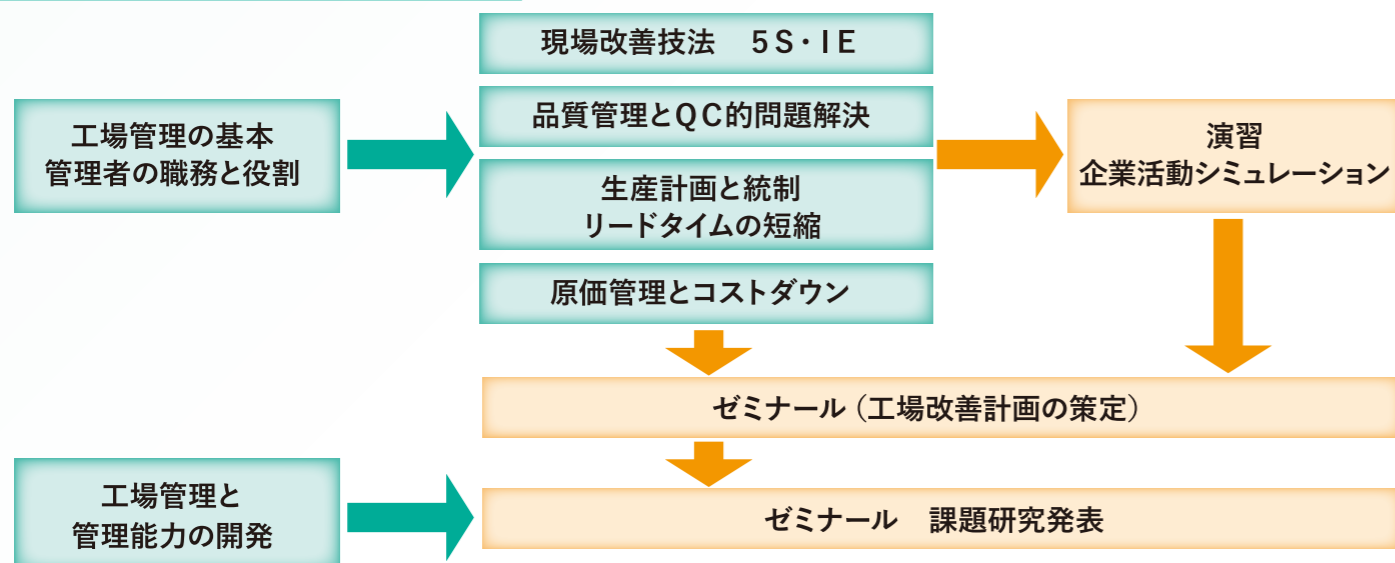 現場改善技法　5S・IE
工場管理の基本
管理者の職務と役割
品質管理とQC的問題解決
生産計画と統制
リードタイムの短縮
原価管理とコストダウン
演習
企業活動シミュレーション
ゼミナール（工場改善計画の策定）
工場管理と
管理能力の開発
ゼミナール　課題研究発表